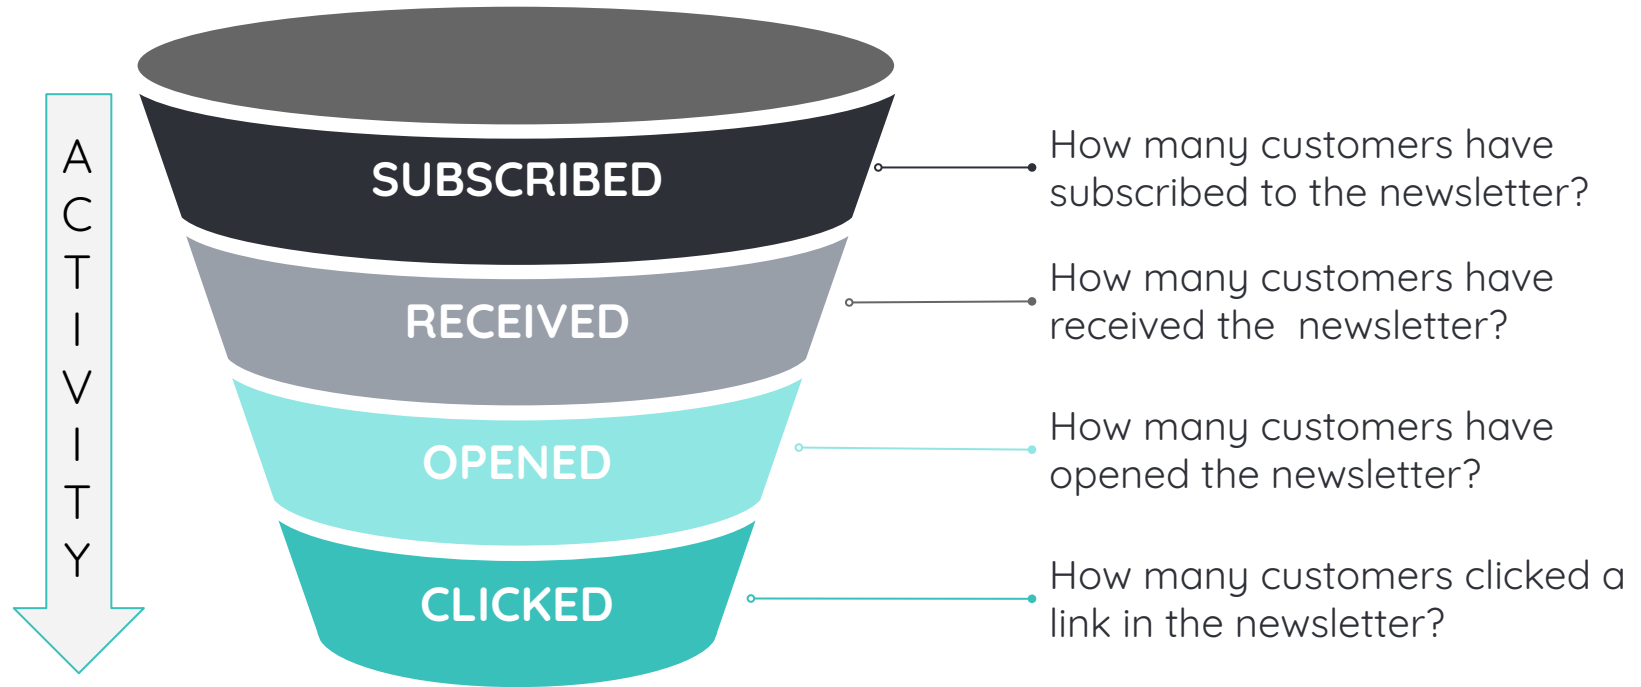 ACTIVITY
SUBSCRIBED
How many customers have
subscribed to the newsletter?
RECEIVED
How many customers have
received the  newsletter?
OPENED
How many customers have
opened the newsletter?
CLICKED
How many customers clicked a
link in the newsletter?